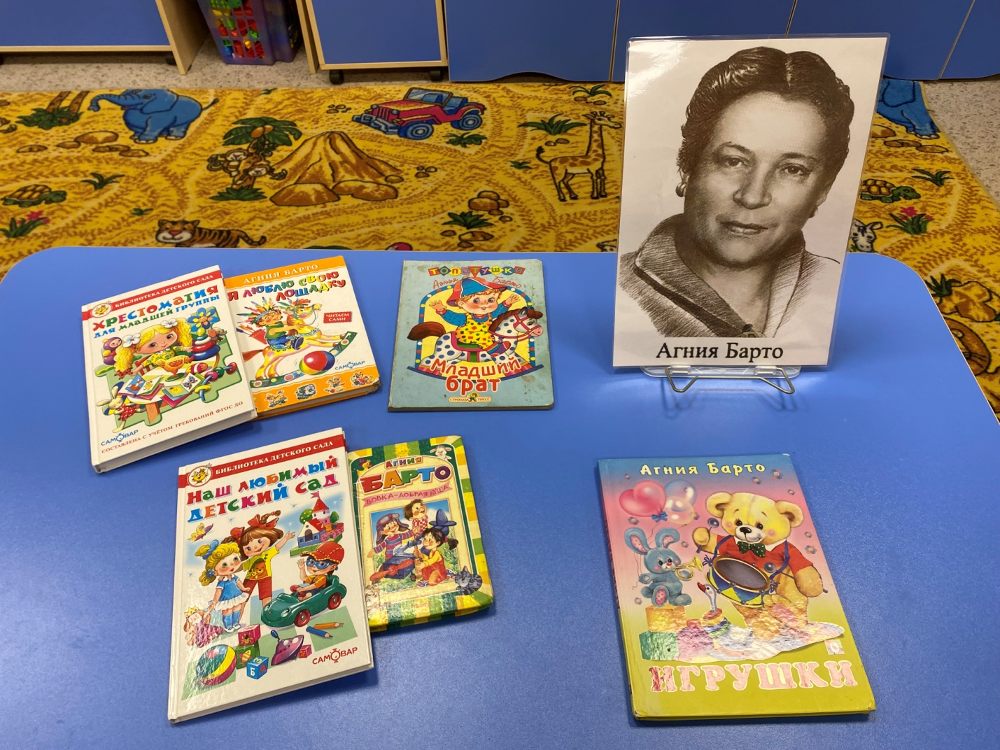 БИБЛИОТЕКА ДЕТСКОГО САДА
ХРЕСТОМАТИЯ
ДЛЯ МЛАДШЕЙ ГРУППЫ
САМОВАР
СОСТАВЛЕНА С УЧЁТОМ ТРЕБОВАНИЙ ФГОС ДО
АГНИЯ БАРТО
Я ЛЮБЛЮ СВОЮ
ЛОШАДКУ
ЧИТАЕМ
САМИ
САМОВАР
ТОПОТУШКИ
Агния Барто
Младший
брат
СТРЕКОЗА ПРЕСС
Агния Барто
БИБЛИОТЕКА ДЕТСКОГО САДА
НАШ ЛЮБИМЫЙ
ДЕТСКИЙ САД
САМОВАР
АГНИЯ
БАРТО
ВОВКА-ДОБРАЯ ДУША
Агния Барто
ИГРУШКИ